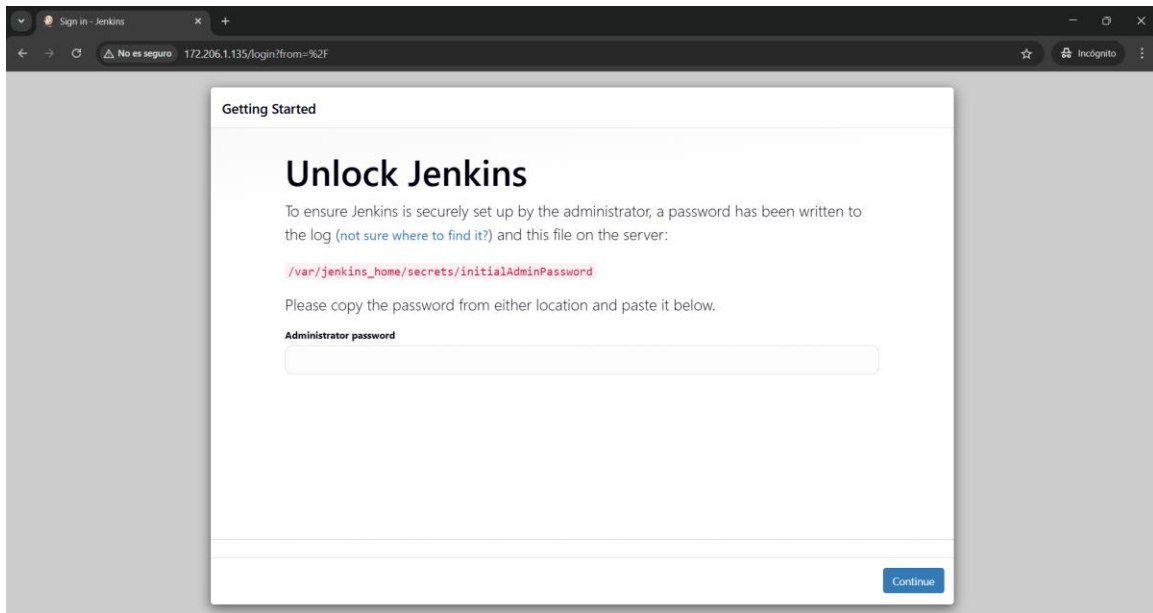 Sign in - Jenkins
No es seguro 172.206.1.135/login?from=%2F Incógnito
Getting Started
Unlock Jenkins
To ensure Jenkins is securely set up by the administrator, a password has been written to
the log (not sure where to find it?) and this file on the server:
/var/jenkins_home/secrets/initialAdminPassword
Please copy the password from either location and paste it below.
Administrator password
Continue